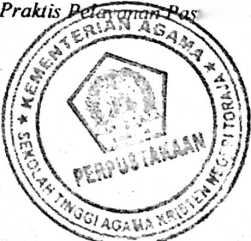 Praktis Pelayanan Pas
KEMENTERIAN AGAMA
PERPUSTAKAAN
SEKOLAH TINGGI AGAMA KRISTEN NEGERI TORAJA